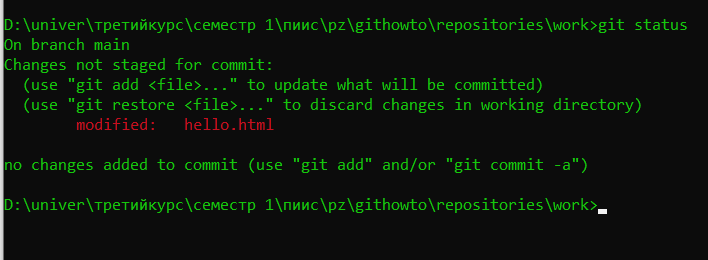 D:\univer\третийкурс\семестр 1\пиис\pz\githowto\repositories\work>git status
On branch main
Changes not staged for commit:
  (use "git add <file>..." to update what will be committed)
  (use "git restore <file>..." to discard changes in working directory)
        modified:   hello.html
no changes added to commit (use "git add" and/or "git commit -a")
D:\univer\третийкурс\семестр 1\пиис\pz\githowto\repositories\work>